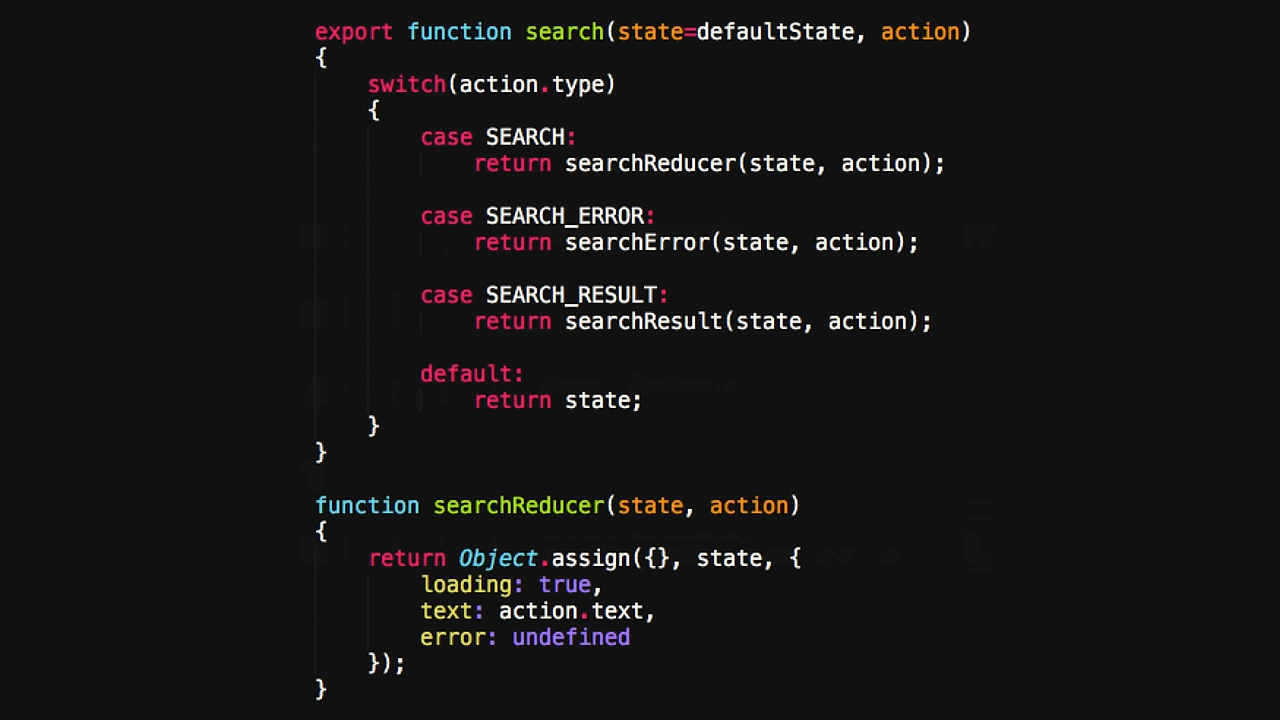 export function search(state=defaultState, action)
{
switch(action.type)
{
case SEARCH:
return searchReducer(state, action);
case SEARCH_ERROR:
return searchError(state, action);
case SEARCH_RESULT:
return searchResult(state, action);
default:
return state;
}
}
function searchReducer(state, action)
{
return Object.assign({}, state, {
loading: true,
text: action.text,
error: undefined
});
}